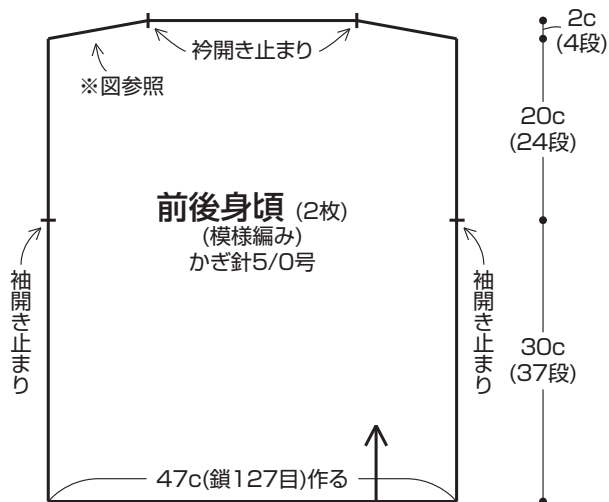 2c
(4段)
衿開き止まり
※図参照
20c
(24段)
前後身頃 (2枚)
(模様編み)
かぎ針5/0号
袖開き止まり
袖開き止まり
30c
(37段)
47c(鎖127目)作る